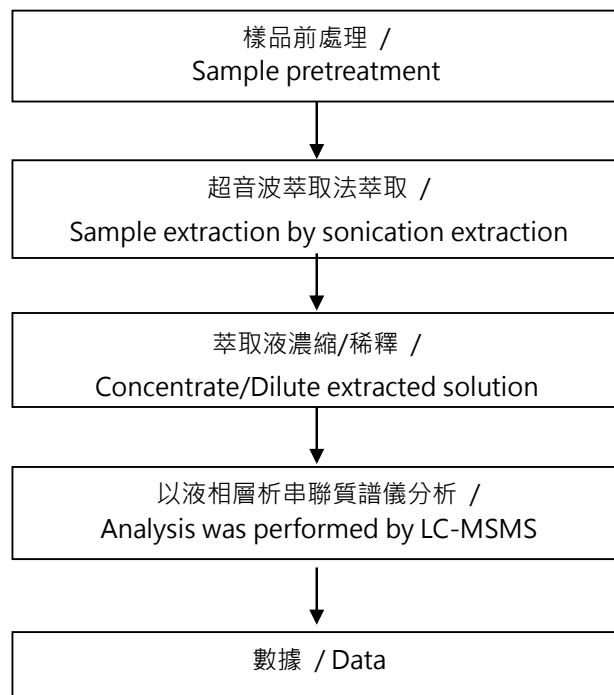 樣品前處理 /
Sample pretreatment
超音波萃取法萃取 /
Sample extraction by sonication extraction
萃取液濃縮/稀釋 /
Concentrate/Dilute extracted solution
以液相層析串聯質譜儀分析 /
Analysis was performed by LC-MSMS
數據 / Data